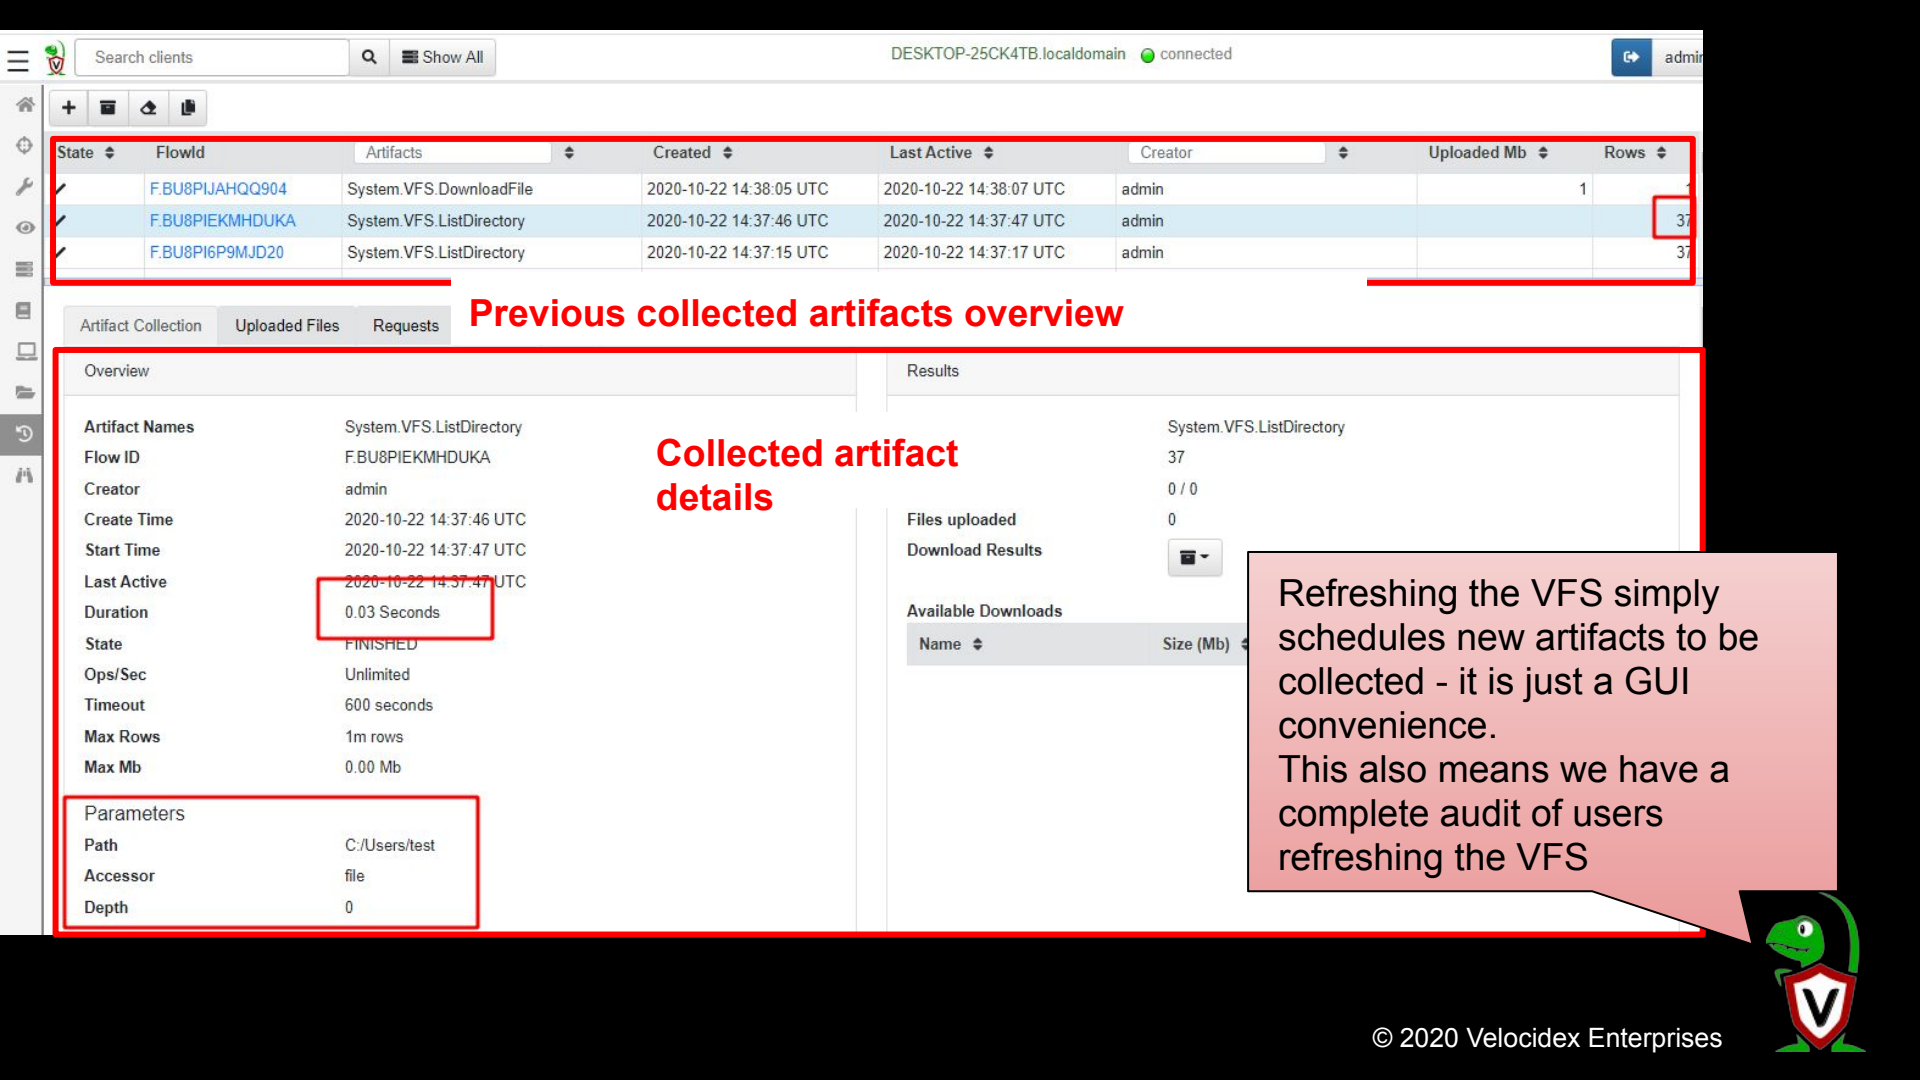 Search clients
Show All
DESKTOP-25CK4TB.localdomain connected
State FlowId Artifacts Created Last Active Creator Uploaded Mb Rows
F.BU8PIJAHQQ904 System.VFS.DownloadFile 2020-10-22 14:38:05 UTC 2020-10-22 14:38:07 UTC admin 1 1
F.BU8PIEKMHDUKA System.VFS.ListDirectory 2020-10-22 14:37:46 UTC 2020-10-22 14:37:47 UTC admin 37
F.BU8PI6P9MJD20 System.VFS.ListDirectory 2020-10-22 14:37:15 UTC 2020-10-22 14:37:17 UTC admin 37
Previous collected artifacts overview
Artifact Collection Uploaded Files Requests
Overview
Artifact Names System.VFS.ListDirectory
Flow ID F.BU8PIEKMHDUKA
Creator admin
Create Time 2020-10-22 14:37:46 UTC
Start Time 2020-10-22 14:37:47 UTC
Last Active 2020-10-22 14:37:47 UTC
Duration 0.03 Seconds
State FINISHED
Ops/Sec Unlimited
Timeout 600 seconds
Max Rows 1m rows
Max Mb 0.00 Mb
Parameters
Path C:/Users/test
Accessor file
Depth 0
Collected artifact
details
Results
System.VFS.ListDirectory
37
0 / 0
Files uploaded 0
Download Results
Available Downloads
Name Size (Mb)
Refreshing the VFS simply
schedules new artifacts to be
collected - it is just a GUI
convenience.
This also means we have a
complete audit of users
refreshing the VFS
V
© 2020 Velocidex Enterprises